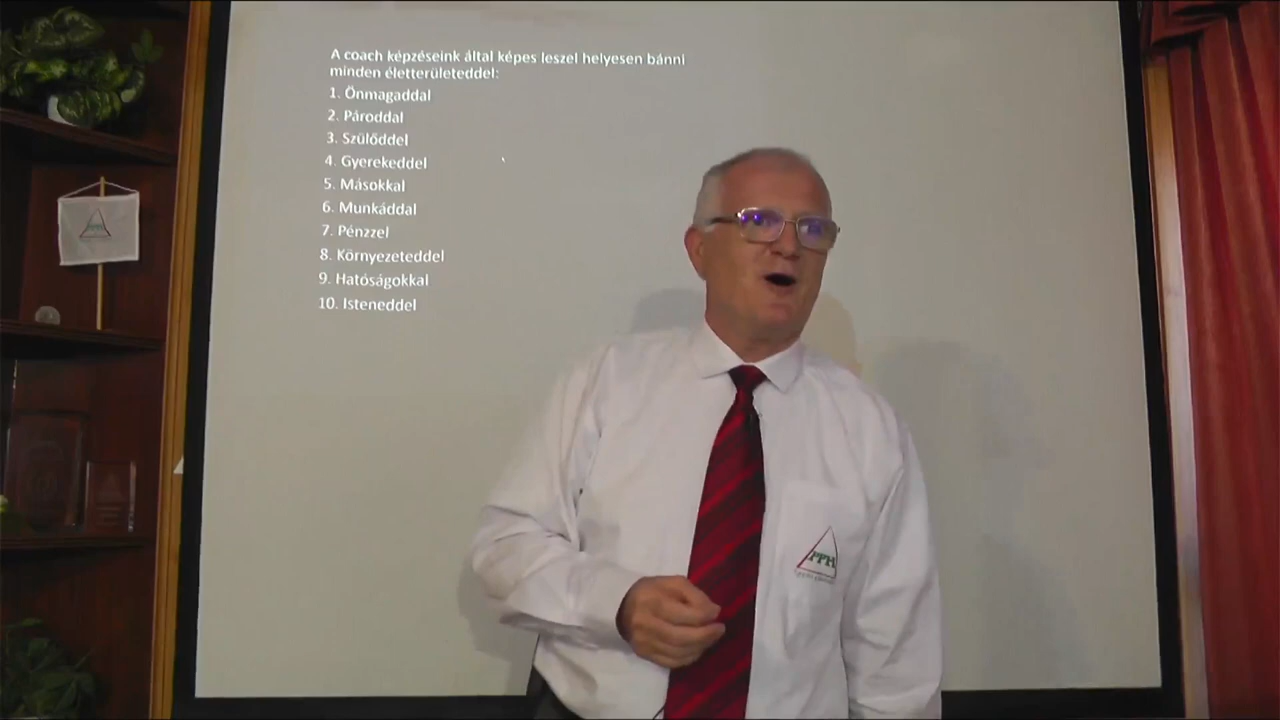 A coach képzéseink által képes leszel helyesen bánni
minden életterületeddel:
1. Önmagaddal
2. Pároddal
3. Szülőddel
4. Gyerekeddel
5. Másokkal
6. Munkáddal
7. Pénzzel
8. Környezeteddel
9. Hatóságokkal
10. Isteneddel
PPH